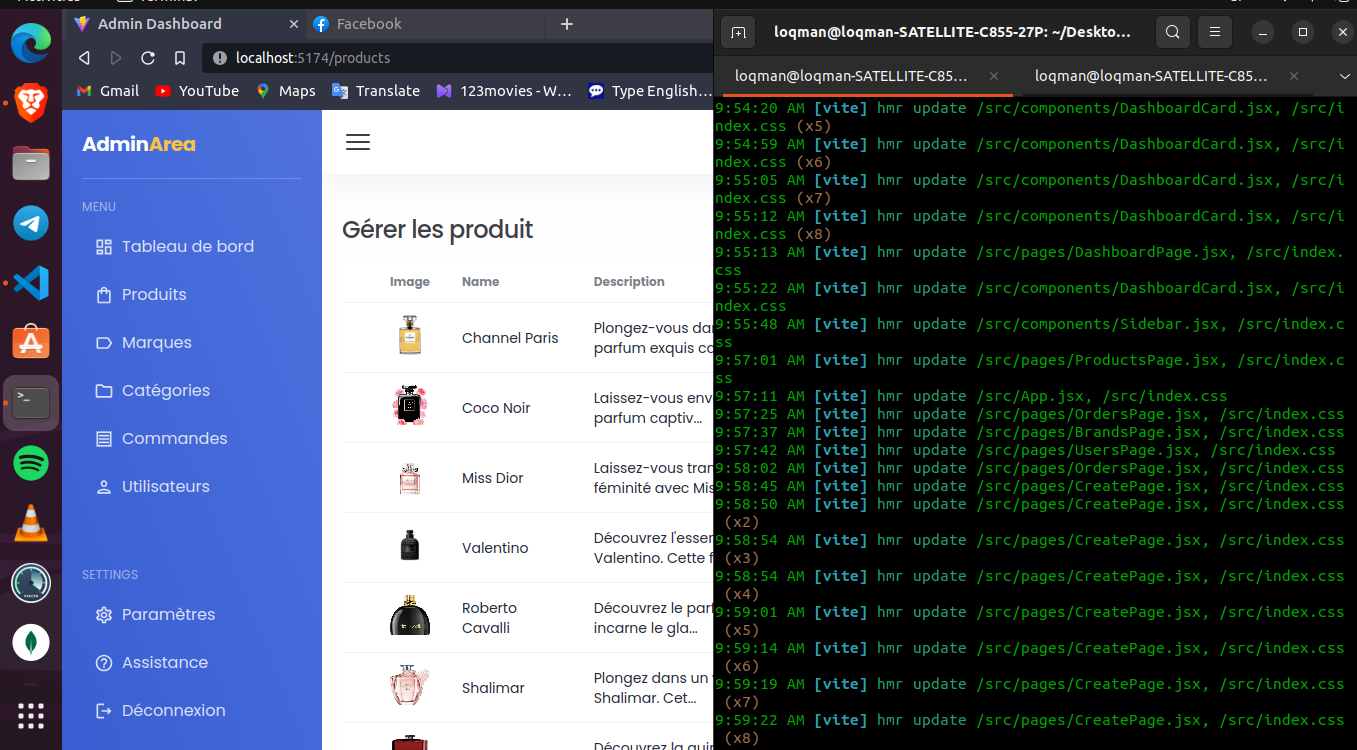 Admin Dashboard
Facebook
localhost:5174/products
Gmail
YouTube
Maps
Translate
123movies - W...
Type English...
AdminArea
MENU
Tableau de bord
Produits
Marques
Catégories
Commandes
Utilisateurs
SETTINGS
Paramètres
Assistance
Déconnexion
Gérer les produit
Image Name Description
Channel Paris
Plongez-vous da
parfum exquis c
Coco Noir
Laissez-vous env
parfum captiv...
Miss Dior
Laissez-vous tran
féminité avec Mis
Valentino
Découvrez l'esser
Valentino. Cette f
Roberto
Cavalli
Découvrez le parf
incarne le gla...
Shalimar
Plongez dans un
Shalimar. Cet...
loqman@loqman-SATELLITE-C855-27P: ~/Deskto...
loqman@loqman-SATELLITE-C85...
loqman@loqman-SATELLITE-C85...
9:54:20 AM [vite] hmr update /src/components/DashboardCard.jsx, /src/i
ndex.css (x5)
9:54:59 AM [vite] hmr update /src/components/DashboardCard.jsx, /src/i
ndex.css (x6)
9:55:05 AM [vite] hmr update /src/components/DashboardCard.jsx, /src/i
ndex.css (x7)
9:55:12 AM [vite] hmr update /src/components/DashboardCard.jsx, /src/i
ndex.css (x8)
9:55:13 AM [vite] hmr update /src/pages/DashboardPage.jsx, /src/index.
css
9:55:22 AM [vite] hmr update /src/components/DashboardCard.jsx, /src/i
ndex.css
9:55:48 AM [vite] hmr update /src/components/Sidebar.jsx, /src/index.c
ss
9:57:01 AM [vite] hmr update /src/pages/ProductsPage.jsx, /src/index.c
ss
9:57:11 AM [vite] hmr update /src/App.jsx, /src/index.css
9:57:25 AM [vite] hmr update /src/pages/OrdersPage.jsx, /src/index.css
9:57:37 AM [vite] hmr update /src/pages/BrandsPage.jsx, /src/index.css
9:57:42 AM [vite] hmr update /src/pages/UsersPage.jsx, /src/index.css
9:58:02 AM [vite] hmr update /src/pages/OrdersPage.jsx, /src/index.css
9:58:45 AM [vite] hmr update /src/pages/CreatePage.jsx, /src/index.css
9:58:50 AM [vite] hmr update /src/pages/CreatePage.jsx, /src/index.css
(x2)
9:58:54 AM [vite] hmr update /src/pages/CreatePage.jsx, /src/index.css
(x3)
9:58:54 AM [vite] hmr update /src/pages/CreatePage.jsx, /src/index.css
(x4)
9:59:01 AM [vite] hmr update /src/pages/CreatePage.jsx, /src/index.css
(x5)
9:59:14 AM [vite] hmr update /src/pages/CreatePage.jsx, /src/index.css
(x6)
9:59:19 AM [vite] hmr update /src/pages/CreatePage.jsx, /src/index.css
(x7)
9:59:22 AM [vite] hmr update /src/pages/CreatePage.jsx, /src/index.css
(x8)